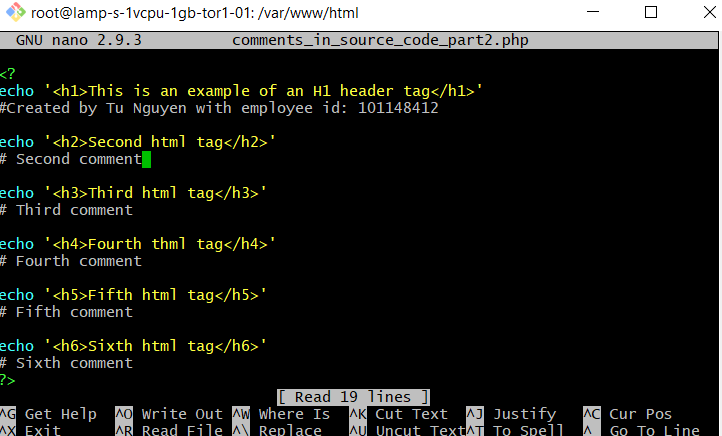 root@lamp-s-1vcpu-1gb-tor1-01: /var/www/html
GNU nano 2.9.3 comments_in_source_code_part2.php
<?
echo '<h1>This is an example of an H1 header tag</h1>'
#Created by Tu Nguyen with employee id: 101148412
echo '<h2>Second html tag</h2>'
# Second comment
echo '<h3>Third html tag</h3>'
# Third comment
echo '<h4>Fourth thml tag</h4>'
# Fourth comment
echo '<h5>Fifth html tag</h5>'
# Fifth comment
echo '<h6>Sixth html tag</h6>'
# Sixth comment
?>
[ Read 19 lines ]
^G Get Help ^O Write Out ^W Where Is ^K Cut Text ^J Justify ^C Cur Pos
^X Exit ^R Read File ^\ Replace ^U Uncut Text ^T To Spell ^_ Go To Line